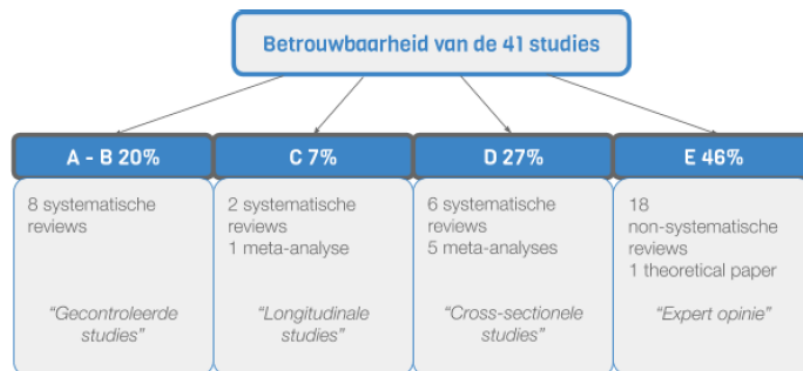 Betrouwbaarheid van de 41 studies
A - B 20%
C 7%
D 27%
E 46%
8 systematische
reviews
"Gecontroleerde
studies"
2 systematische
reviews
1 meta-analyse
"Longitudinale
studies"
6 systematische
reviews
5 meta-analyses
"Cross-sectionele
studies"
18
non-systematische
reviews
1 theoretical paper
"Expert opinie"